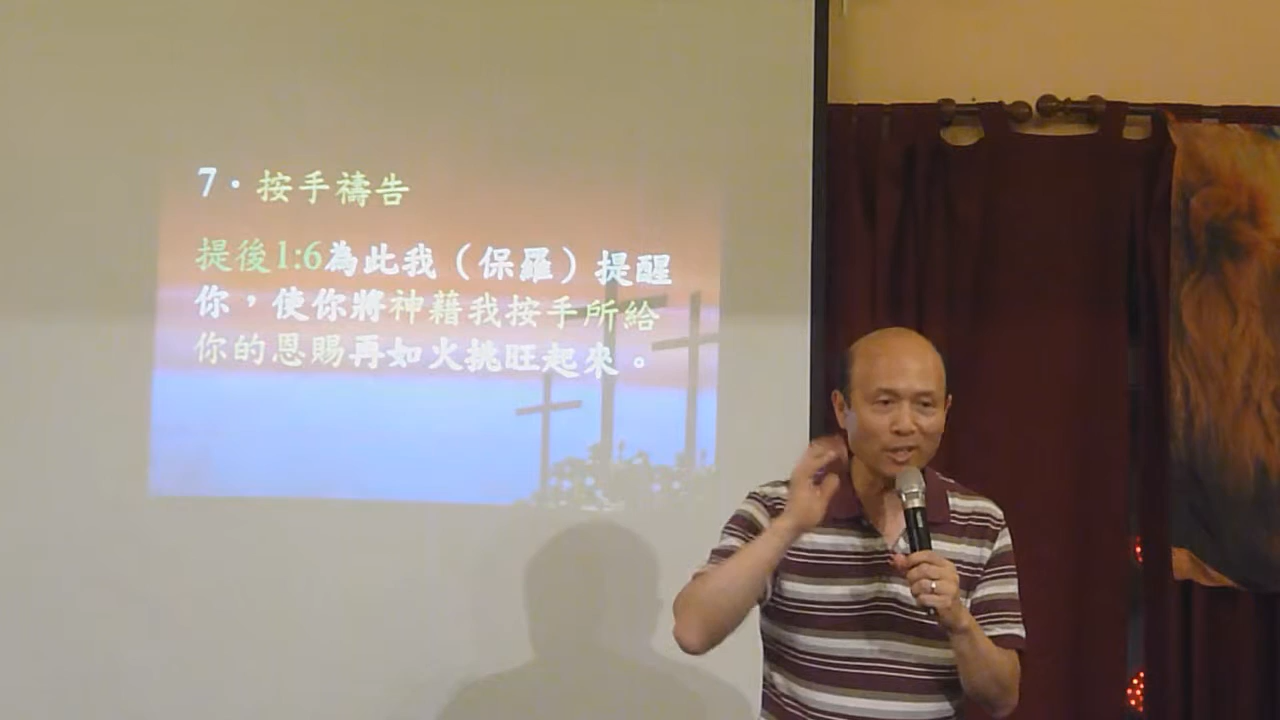 7·按手禱告
提後1:6為此我（保羅）提醒
你，使你將神藉我按手所給
你的恩賜再如火挑旺起來。